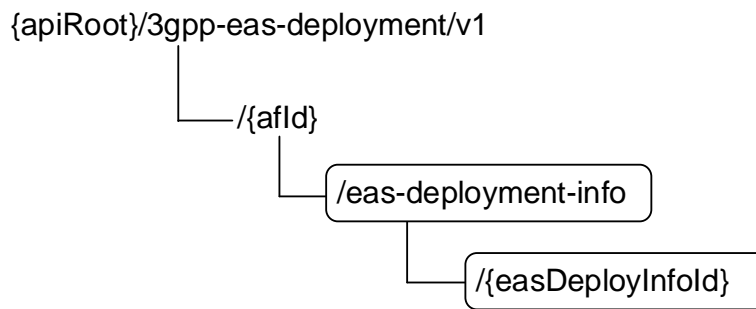 {apiRoot}/3gpp-eas-deployment/v1
/{afId}
/eas-deployment-info
/{easDeployInfoId}